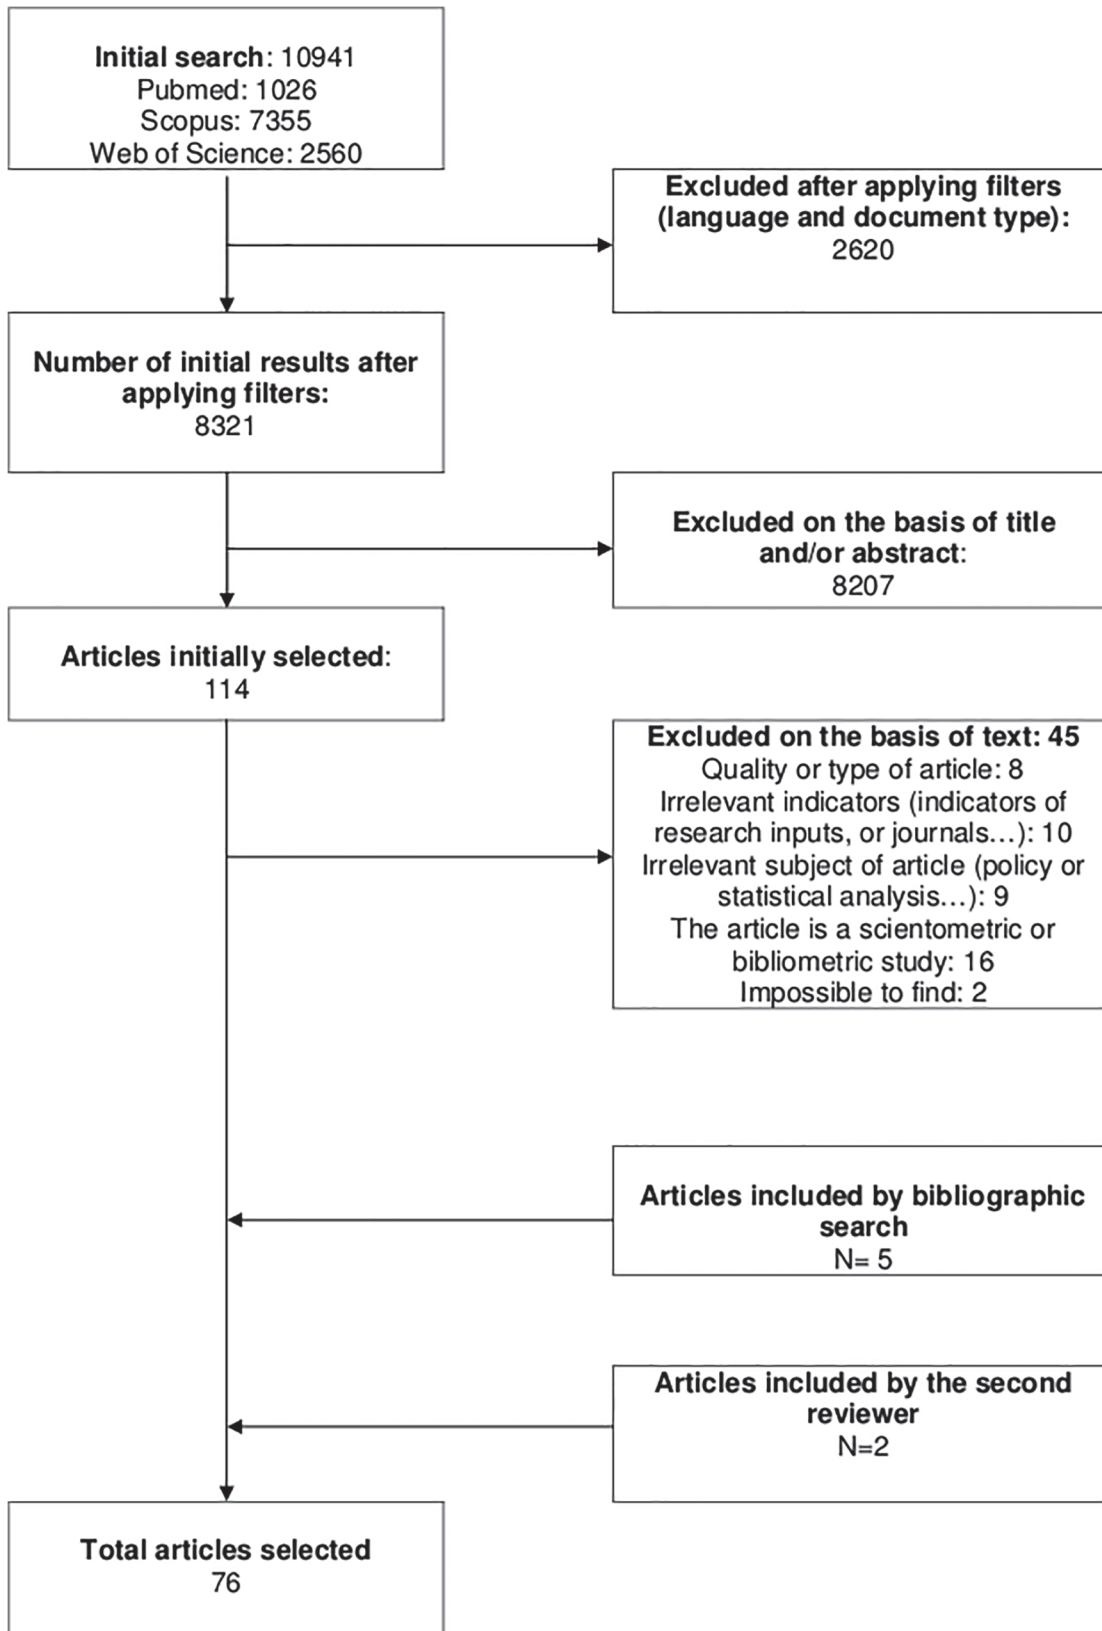 Initial search: 10941
Pubmed: 1026
Scopus: 7355
Web of Science: 2560
Excluded after applying filters
(language and document type):
2620
Number of initial results after
applying filters:
8321
Excluded on the basis of title
and/or abstract:
8207
Articles initially selected:
114
Excluded on the basis of text: 45
Quality or type of article: 8
Irrelevant indicators (indicators of
research inputs, or journals...): 10
Irrelevant subject of article (policy or
statistical analysis...): 9
The article is a scientometric or
bibliometric study: 16
Impossible to find: 2
Articles included by bibliographic
search
N= 5
Articles included by the second
reviewer
N=2
Total articles selected
76